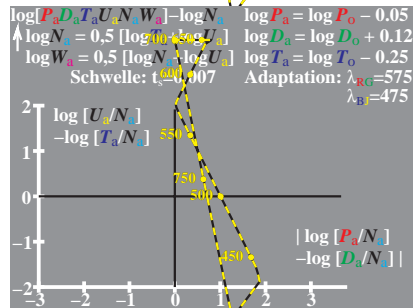 log[PaDaTaUaNaWa]–logNa logPa = logPo – 0.05
logNa = 0,5 [logTa+logUa] logDa = logDo + 0.12
logWa = 0,5 [logNa+logUa] logTa = logTo – 0.25
Schwelle: ts=0.007 Adaptation: λRG=575
λBJ=475
700
600
log [Ua/Na]
–log [Ta/Na]
550
750
500
450
| log [Pa/Na]
–log [Da/Na] |
2
1
0
–1
–2
–3 –2 –1 0 1 2 3